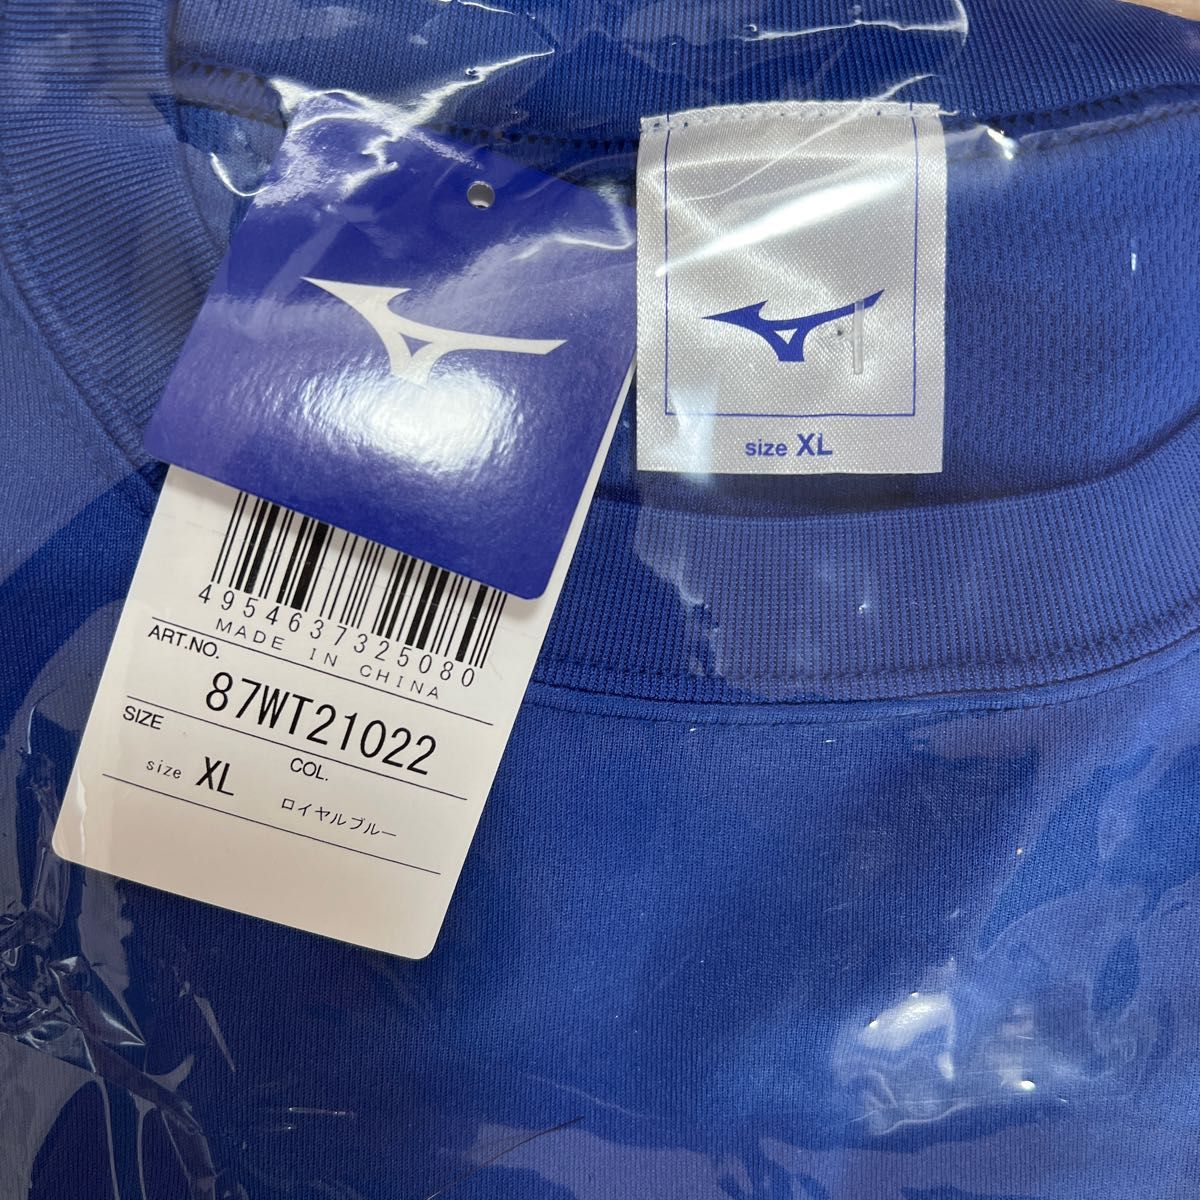 size XL
4954637325080
MADE IN CHINA
ART.NO.
87WT21022
SIZE
COL.
size XL
ロイヤルブルー